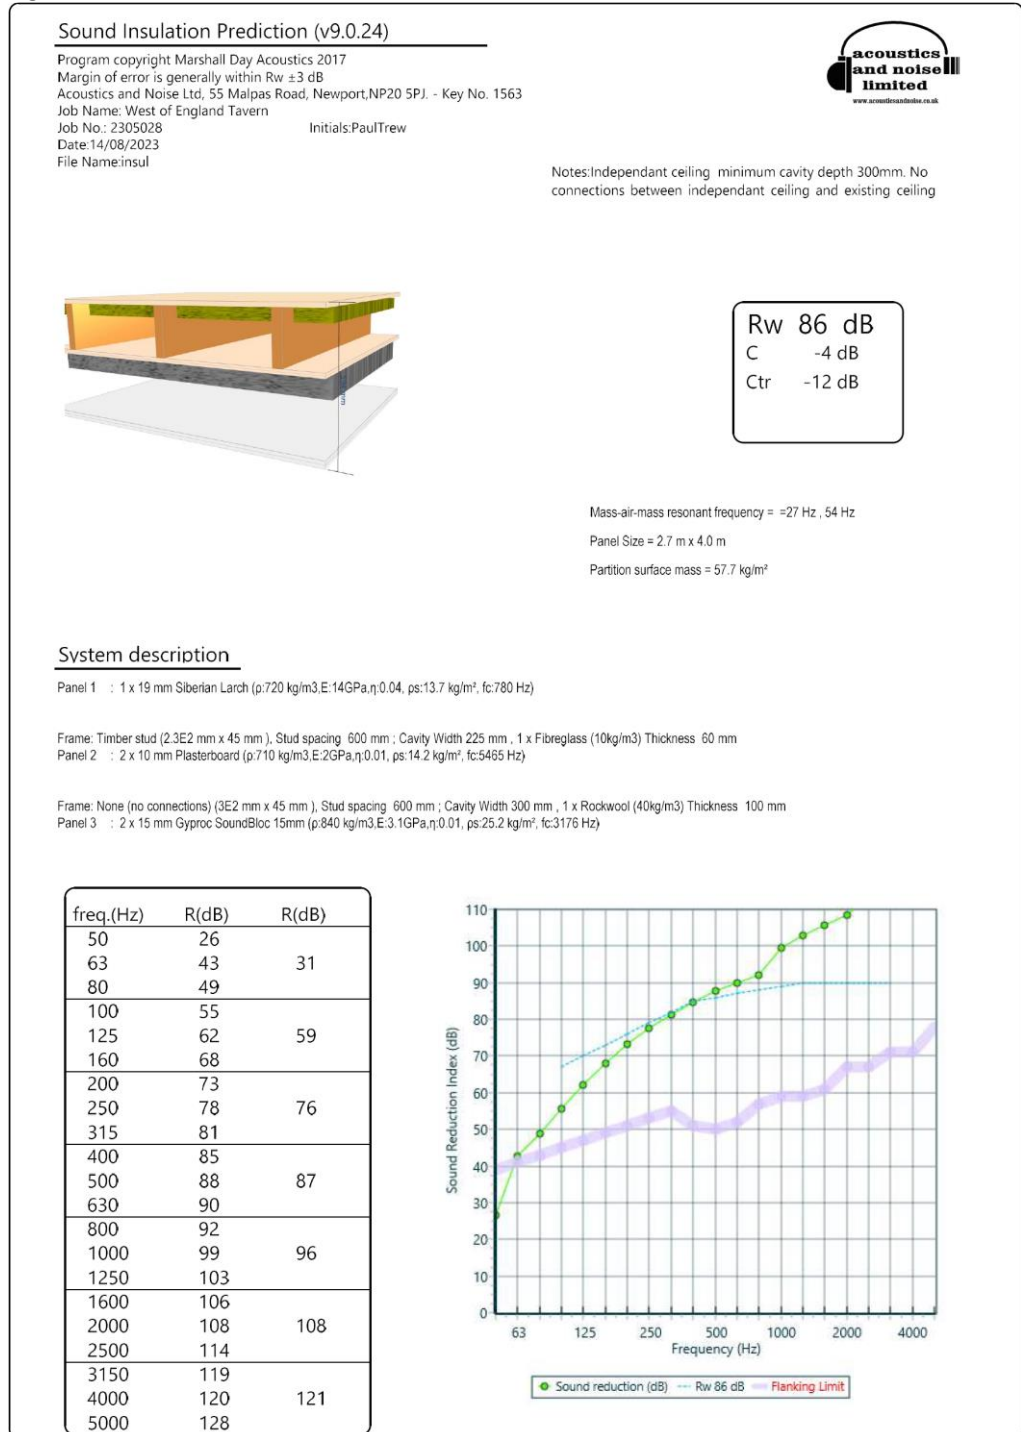 Sound Insulation Prediction (v9.0.24)
Program copyright Marshall Day Acoustics 2017
Margin of error is generally within Rw ±3 dB
Acoustics and Noise Ltd, 55 Malpas Road, Newport,NP20 5PJ. - Key No. 1563
Job Name: West of England Tavern
Job No.: 2305028 Initials:PaulTrew
Date:14/08/2023
File Name:insul
acoustics
and noise
limited
www.acousticsandnoise.co.uk
Notes:Independant ceiling minimum cavity depth 300mm. No
connections between independant ceiling and existing ceiling
Rw 86 dB
C -4 dB
Ctr -12 dB
Mass-air-mass resonant frequency = =27 Hz , 54 Hz
Panel Size = 2.7 m x 4.0 m
Partition surface mass = 57.7 kg/m²
System description
Panel 1 : 1 x 19 mm Siberian Larch (ρ:720 kg/m3,E:14GPa,η:0.04, ρs:13.7 kg/m², fc:780 Hz)
Frame: Timber stud (2.3E2 mm x 45 mm ), Stud spacing 600 mm ; Cavity Width 225 mm , 1 x Fibreglass (10kg/m3) Thickness 60 mm
Panel 2 : 2 x 10 mm Plasterboard (ρ:710 kg/m3,E:2GPa,η:0.01, ρs:14.2 kg/m², fc:5465 Hz)
Frame: None (no connections) (3E2 mm x 45 mm ), Stud spacing 600 mm ; Cavity Width 300 mm , 1 x Rockwool (40kg/m3) Thickness 100 mm
Panel 3 : 2 x 15 mm Gyproc SoundBloc 15mm (ρ:840 kg/m3,E:3.1GPa,η:0.01, ρs:25.2 kg/m², fc:3176 Hz)
freq.(Hz) R(dB) R(dB)
50 26
63 43 31
80 49
100 55
125 62 59
160 68
200 73
250 78 76
315 81
400 85
500 88 87
630 90
800 92
1000 99 96
1250 103
1600 106
2000 108 108
2500 114
3150 119
4000 120 121
5000 128
Sound Reduction Index (dB)
110
100
90
80
70
60
50
40
30
20
10
0
63 125 250 500 1000 2000 4000
Frequency (Hz)
Sound reduction (dB) Rw 86 dB Flanking Limit